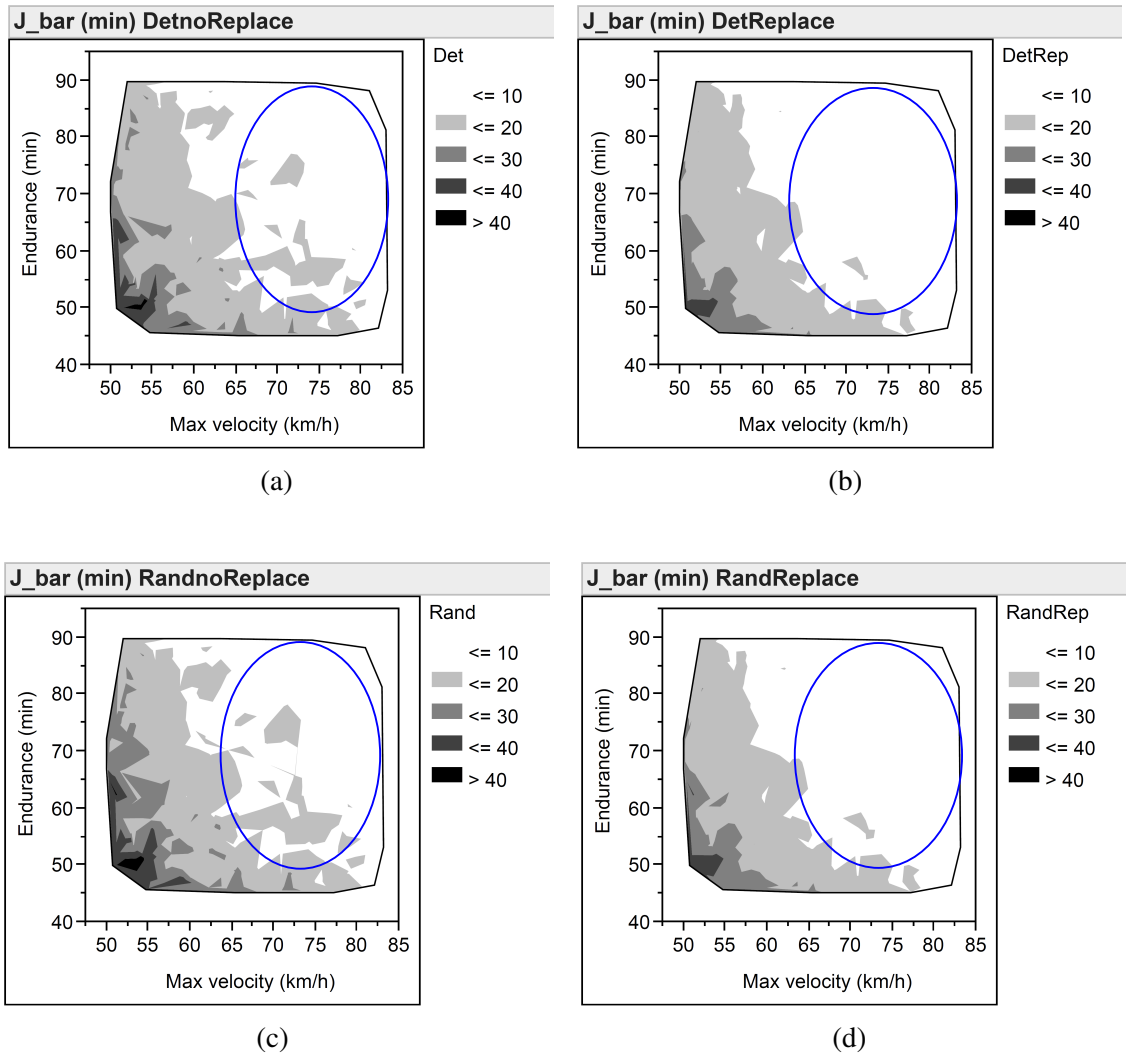 J_bar (min) DetnoReplace
Det
<= 10
<= 20
<= 30
<= 40
> 40
90
80
70
60
50
40
Endurance (min)
50 55 60 65 70 75 80 85
Max velocity (km/h)
(a)
J_bar (min) DetReplace
DetRep
<= 10
<= 20
<= 30
<= 40
> 40
90
80
70
60
50
40
Endurance (min)
50 55 60 65 70 75 80 85
Max velocity (km/h)
(b)
J_bar (min) RandnoReplace
Rand
<= 10
<= 20
<= 30
<= 40
> 40
90
80
70
60
50
40
Endurance (min)
50 55 60 65 70 75 80 85
Max velocity (km/h)
(c)
J_bar (min) RandReplace
RandRep
<= 10
<= 20
<= 30
<= 40
> 40
90
80
70
60
50
40
Endurance (min)
50 55 60 65 70 75 80 85
Max velocity (km/h)
(d)